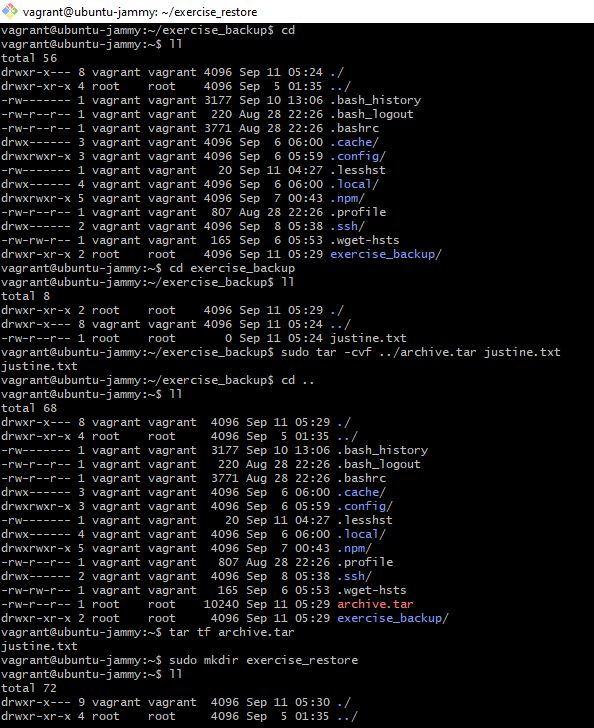 vagrant@ubuntu-jammy: ~/exercise_restore
vagrant@ubuntu-jammy:~/exercise_backup$ cd
vagrant@ubuntu-jammy:~$ ll
total 56
drwxr-x--- 8 vagrant vagrant 4096 Sep 11 05:24 ./
drwxr-xr-x 4 root    root    4096 Sep  5 01:35 ../
-rw------- 1 vagrant vagrant 3177 Sep 10 13:06 .bash_history
-rw-r--r-- 1 vagrant vagrant  220 Aug 28 22:26 .bash_logout
-rw-r--r-- 1 vagrant vagrant 3771 Aug 28 22:26 .bashrc
drwx------ 3 vagrant vagrant 4096 Sep  6 06:00 .cache/
drwxrwxr-x 3 vagrant vagrant 4096 Sep  6 05:59 .config/
-rw------- 1 vagrant vagrant   20 Sep 11 04:27 .lesshst
drwx------ 4 vagrant vagrant 4096 Sep  6 06:00 .local/
drwxrwxr-x 5 vagrant vagrant 4096 Sep  7 00:43 .npm/
-rw-r--r-- 1 vagrant vagrant  807 Aug 28 22:26 .profile
drwx------ 2 vagrant vagrant 4096 Sep  8 05:38 .ssh/
-rw-rw-r-- 1 vagrant vagrant  165 Sep  6 05:53 .wget-hsts
drwxr-xr-x 2 root    root    4096 Sep 11 05:29 exercise_backup/
vagrant@ubuntu-jammy:~$ cd exercise_backup
vagrant@ubuntu-jammy:~/exercise_backup$ ll
total 8
drwxr-xr-x 2 root    root    4096 Sep 11 05:29 ./
drwxr-x--- 8 vagrant vagrant 4096 Sep 11 05:24 ../
-rw-r--r-- 1 root    root       0 Sep 11 05:24 justine.txt
vagrant@ubuntu-jammy:~/exercise_backup$ sudo tar -cvf ../archive.tar justine.txt
justine.txt
vagrant@ubuntu-jammy:~/exercise_backup$ cd ..
vagrant@ubuntu-jammy:~$ ll
total 68
drwxr-x--- 8 vagrant vagrant  4096 Sep 11 05:29 ./
drwxr-xr-x 4 root    root     4096 Sep  5 01:35 ../
-rw------- 1 vagrant vagrant  3177 Sep 10 13:06 .bash_history
-rw-r--r-- 1 vagrant vagrant   220 Aug 28 22:26 .bash_logout
-rw-r--r-- 1 vagrant vagrant  3771 Aug 28 22:26 .bashrc
drwx------ 3 vagrant vagrant  4096 Sep  6 06:00 .cache/
drwxrwxr-x 3 vagrant vagrant  4096 Sep  6 05:59 .config/
-rw------- 1 vagrant vagrant    20 Sep 11 04:27 .lesshst
drwx------ 4 vagrant vagrant  4096 Sep  6 06:00 .local/
drwxrwxr-x 5 vagrant vagrant  4096 Sep  7 00:43 .npm/
-rw-r--r-- 1 vagrant vagrant   807 Aug 28 22:26 .profile
drwx------ 2 vagrant vagrant  4096 Sep  8 05:38 .ssh/
-rw-rw-r-- 1 vagrant vagrant   165 Sep  6 05:53 .wget-hsts
-rw-r--r-- 1 root    root    10240 Sep 11 05:29 archive.tar
drwxr-xr-x 2 root    root     4096 Sep 11 05:29 exercise_backup/
vagrant@ubuntu-jammy:~$ tar tf archive.tar
justine.txt
vagrant@ubuntu-jammy:~$ sudo mkdir exercise_restore
vagrant@ubuntu-jammy:~$ ll
total 72
drwxr-x--- 9 vagrant vagrant  4096 Sep 11 05:30 ./
drwxr-xr-x 4 root    root     4096 Sep  5 01:35 ../